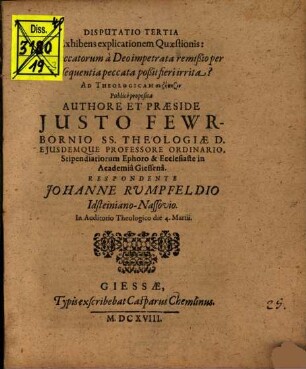 Diss.
3180
19
DISPUTATIO TERTIA
Exhibens explicationem Quæstionis:
peccatorum à Deo impetrata remissio per
sequentia peccata possit fieri irrita?
AD THEOLOGICAM
Publicè proposita
AUTHORE ET PRÆSIDE
JUSTO FEWR-
BORNIO SS. THEOLOGIÆ D.
EJUSDEMQUE PROFESSORE ORDINARIO,
Stipendiariorum Ephoro & Ecclesiaste in
Academiâ Giessenâ.
RESPONDENTE
JOHANNE RUMPFELDIO
Idsteiniano-Nassovio.
In Auditorio Theologico die 4. Martii.
GIESSÆ,
Typis exscribebat Casparus Chemlinus.
M. DC XVIII.